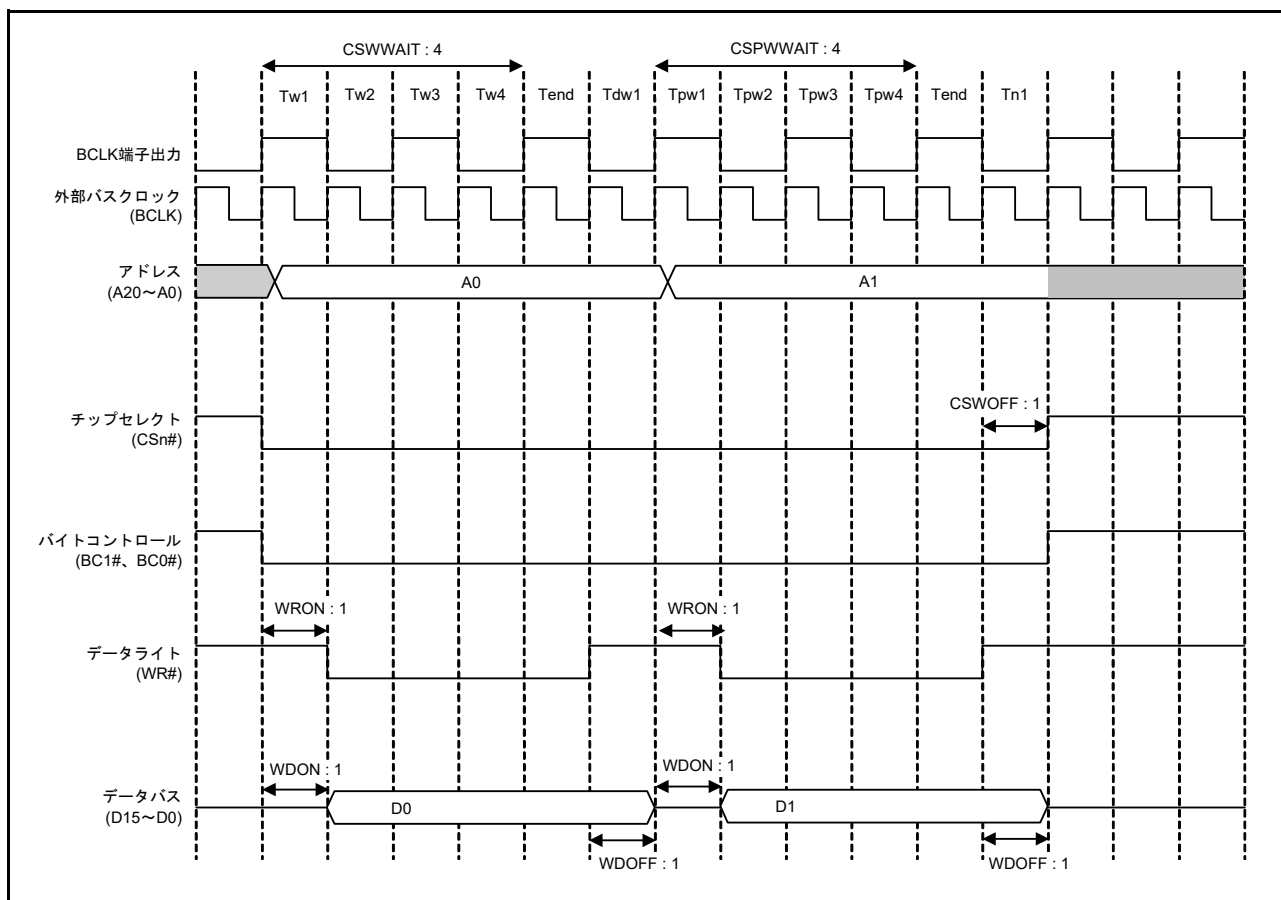 CSWWAIT : 4
CSPWWAIT : 4
Tw1 Tw2 Tw3 Tw4 Tend Tdw1 Tpw1 Tpw2 Tpw3 Tpw4 Tend Tn1
BCLK端子出力
外部バスクロック
(BCLK)
アドレス
(A20～A0)
A0
A1
チップセレクト
(CSn#)
CSWOFF : 1
バイトコントロール
(BC1#、BC0#)
WRON : 1
WRON : 1
データライト
(WR#)
WDON : 1
WDON : 1
データバス
(D15～D0)
D0
D1
WDOFF : 1
WDOFF : 1